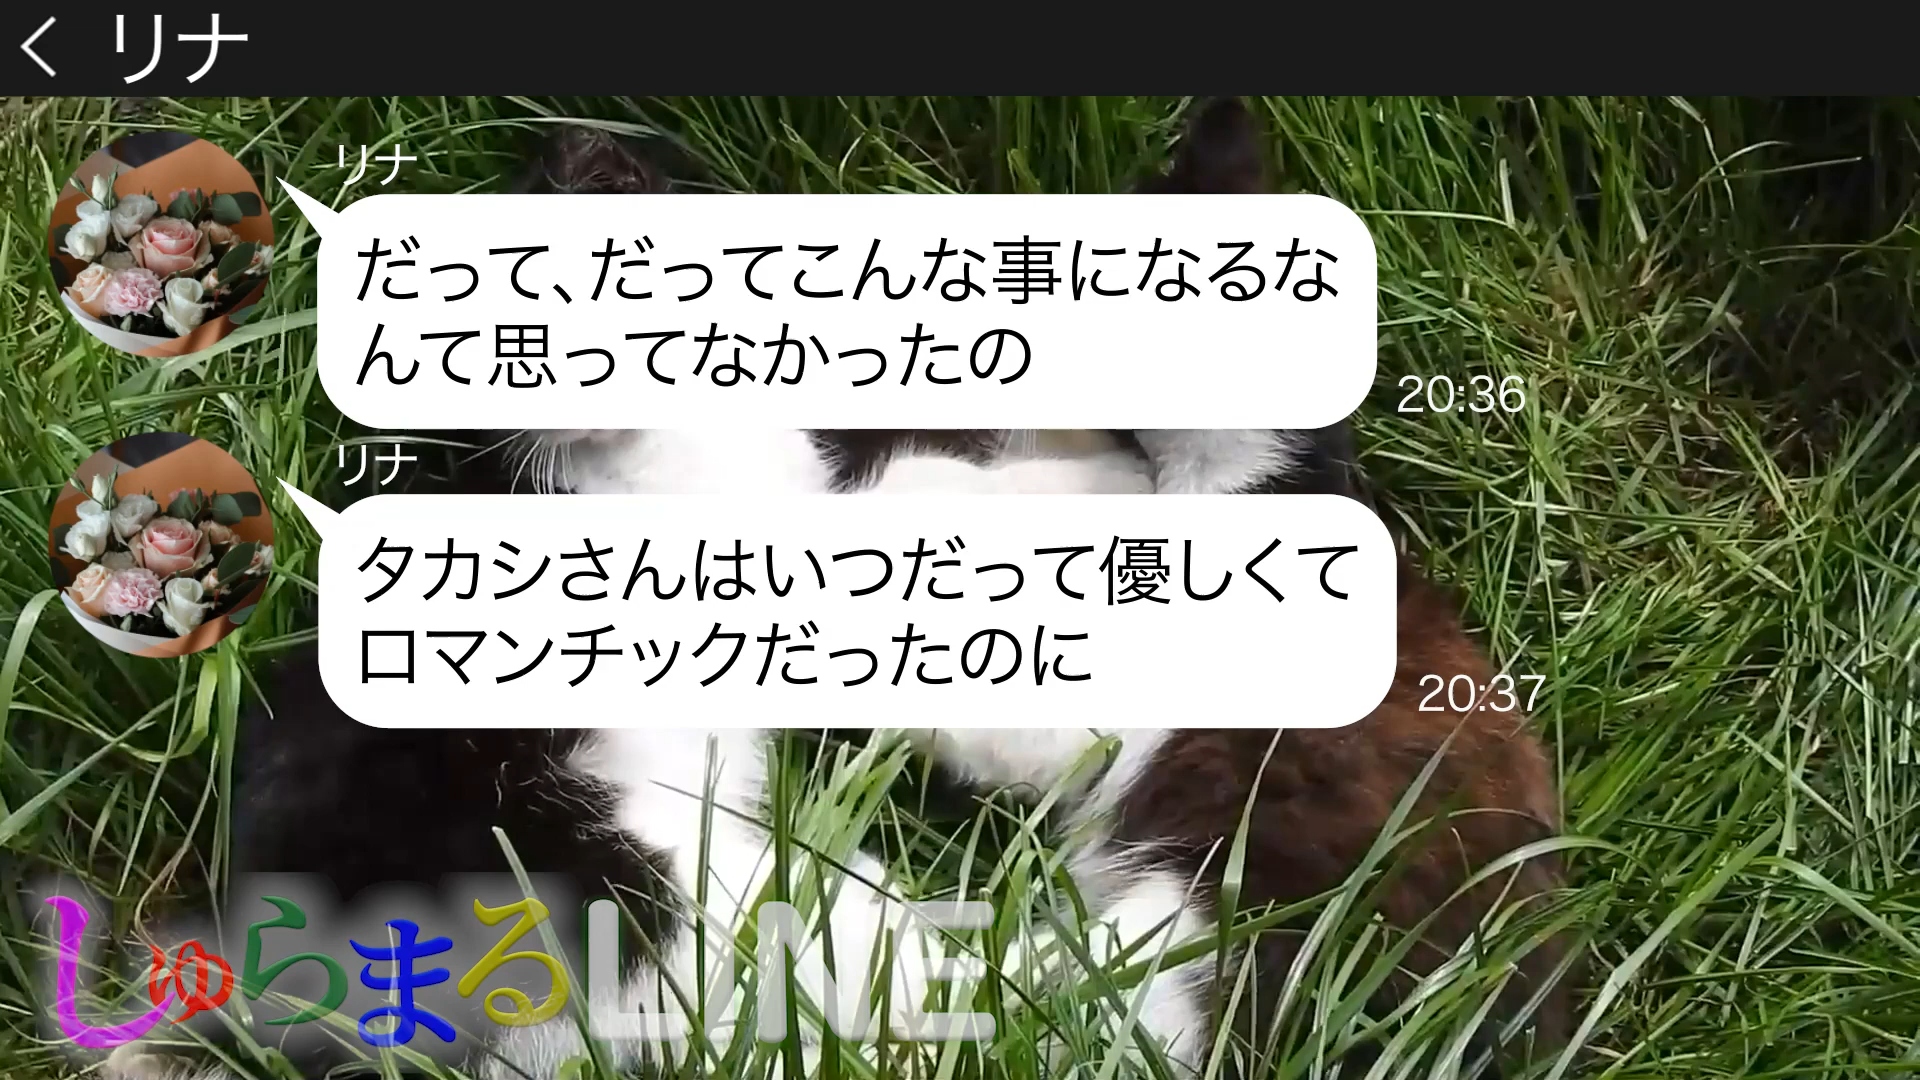 リナ
リナ
だって、だってこんな事になるな
んて思ってなかったの
20:36
リナ
タカシさんはいつだって優しくて
ロマンチックだったのに
20:37
しゅらまるLINE